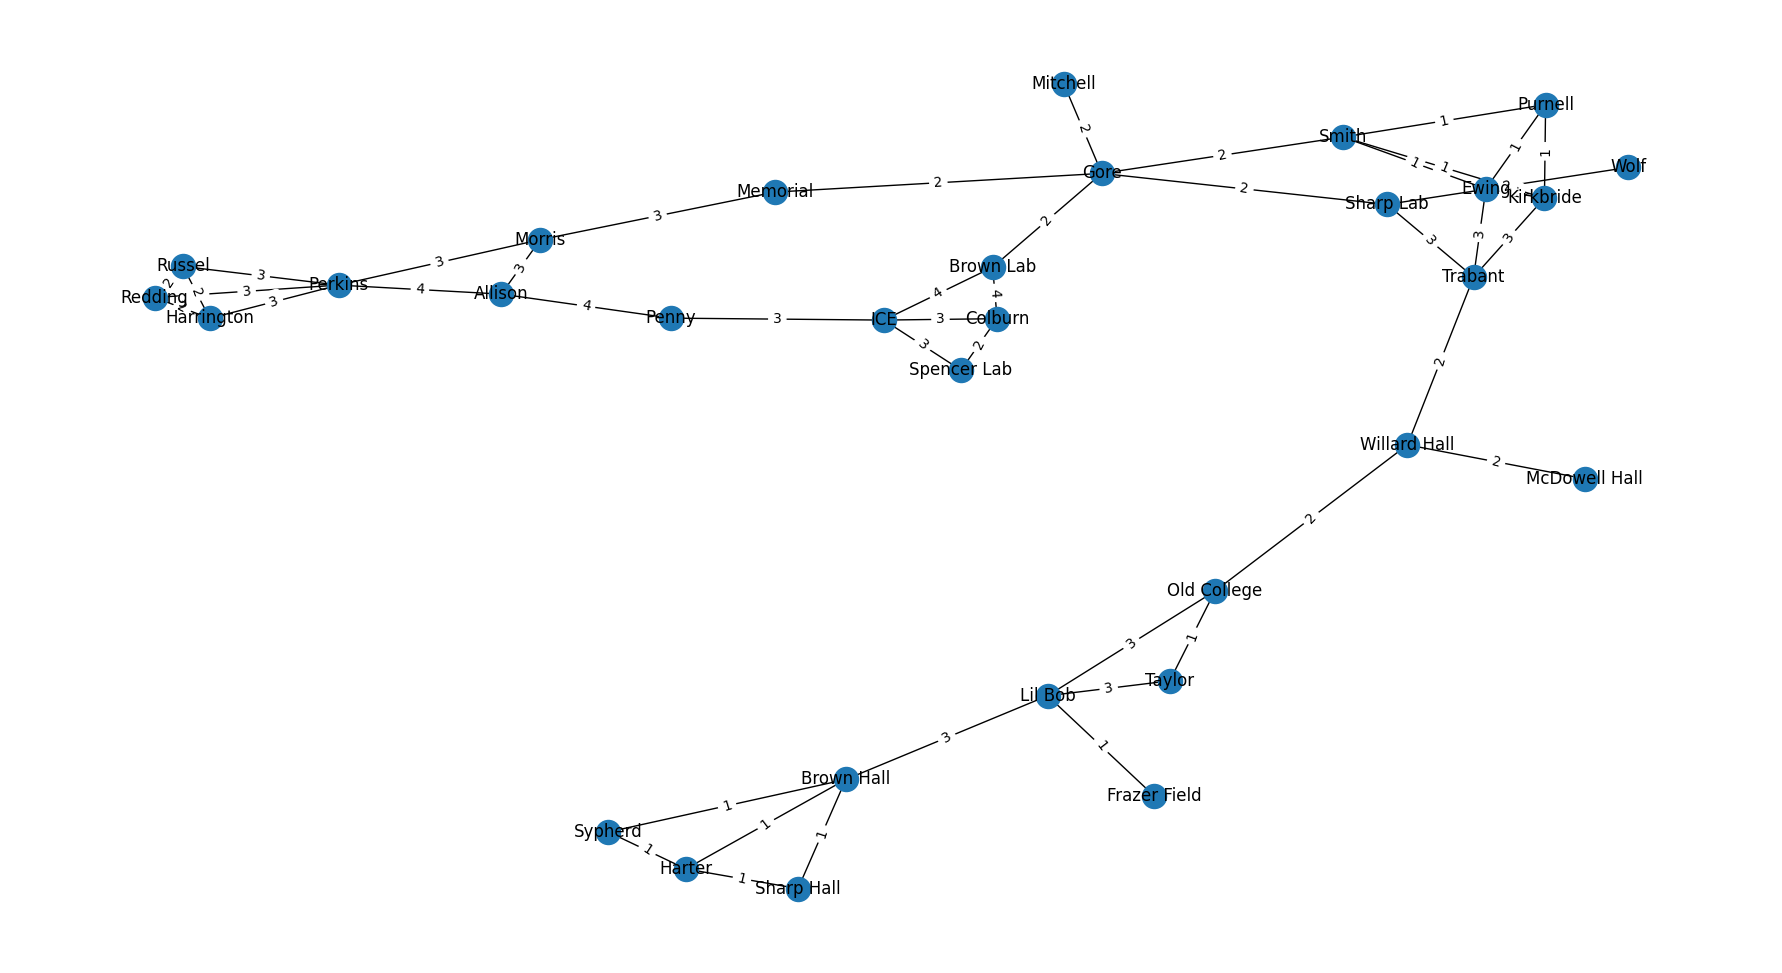 Mitchell
Purnell
2
1
Smith
2
1
1
1
1
Wolf
Gore
2
Ewing
Memorial
2
Kirkbride
Sharp Lab
2
3
2
3
3
3
Morris
3
Trabant
Russel
3
Brown Lab
3
2
Perkins
4
Allison
4
4
Redding
3
2
3
4
Penny
3
ICE
3
Colburn
Harrington
3
2
Spencer Lab
2
Willard Hall
2
McDowell Hall
2
Old College
1
3
Taylor
3
Lil Bob
3
1
Brown Hall
Frazer Field
1
1
1
Sypherd
1
Harter
1
Sharp Hall